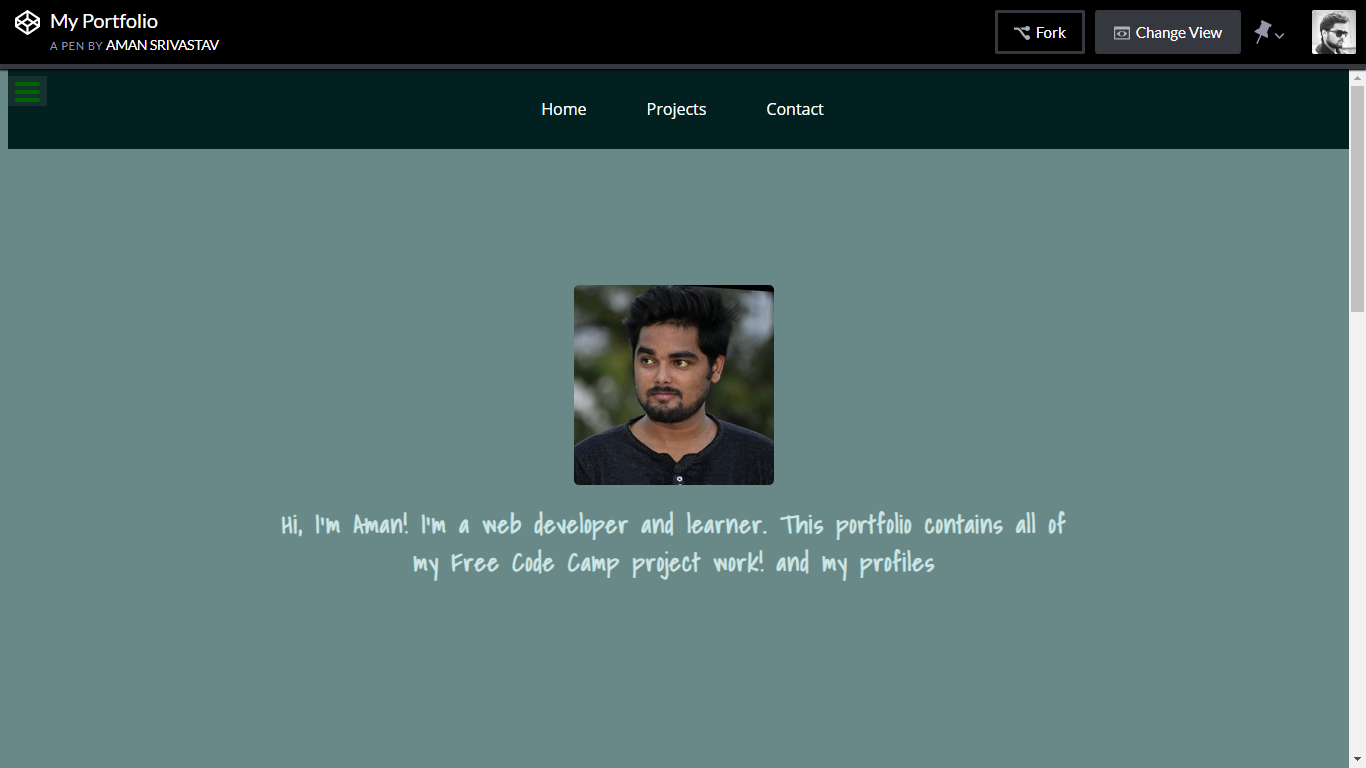 My Portfolio
A PEN BY AMAN SRIVASTAV
Fork
Change View
Home
Projects
Contact
Hi, I'm Aman! I'm a web developer and learner. This portfolio contains all of
my Free Code Camp project work! and my profiles